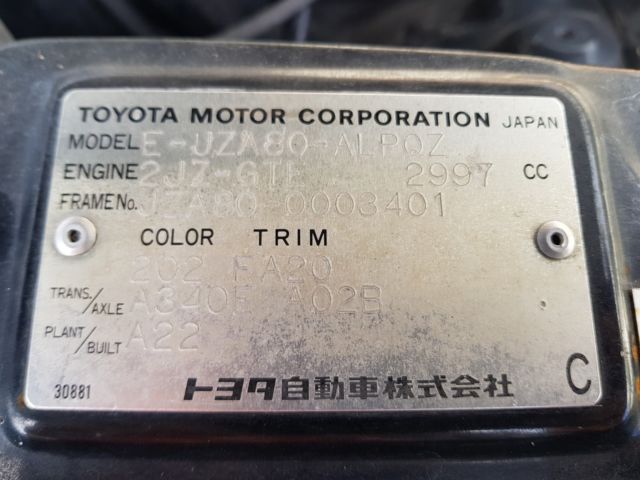 TOYOTA MOTOR CORPORATION JAPAN
MODEL E-JZA80-ALPQZ
ENGINE 2JZ-GTE 2997 CC
FRAME No. JZA80-0003401
COLOR TRIM
202 FA20
TRANS./AXLE A340E A02B
PLANT/BUILT A22
30881 トヨタ自動車株式会社 C